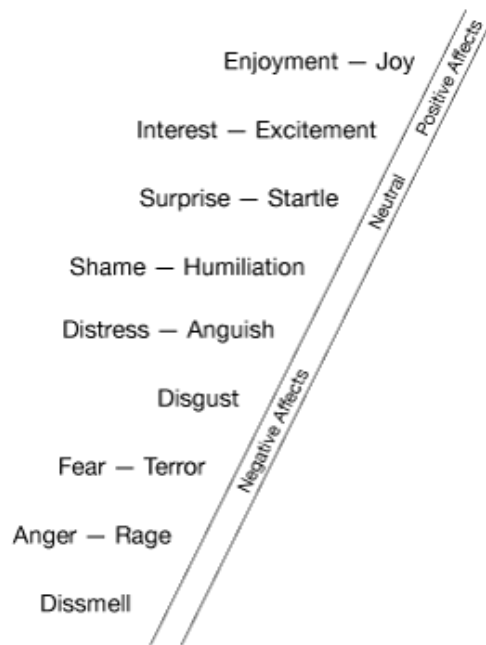 Enjoyment — Joy
Positive Affects
Interest — Excitement
Surprise — Startle
Neutral
Shame — Humiliation
Distress — Anguish
Disgust
Negative Affects
Fear — Terror
Anger — Rage
Dissmell